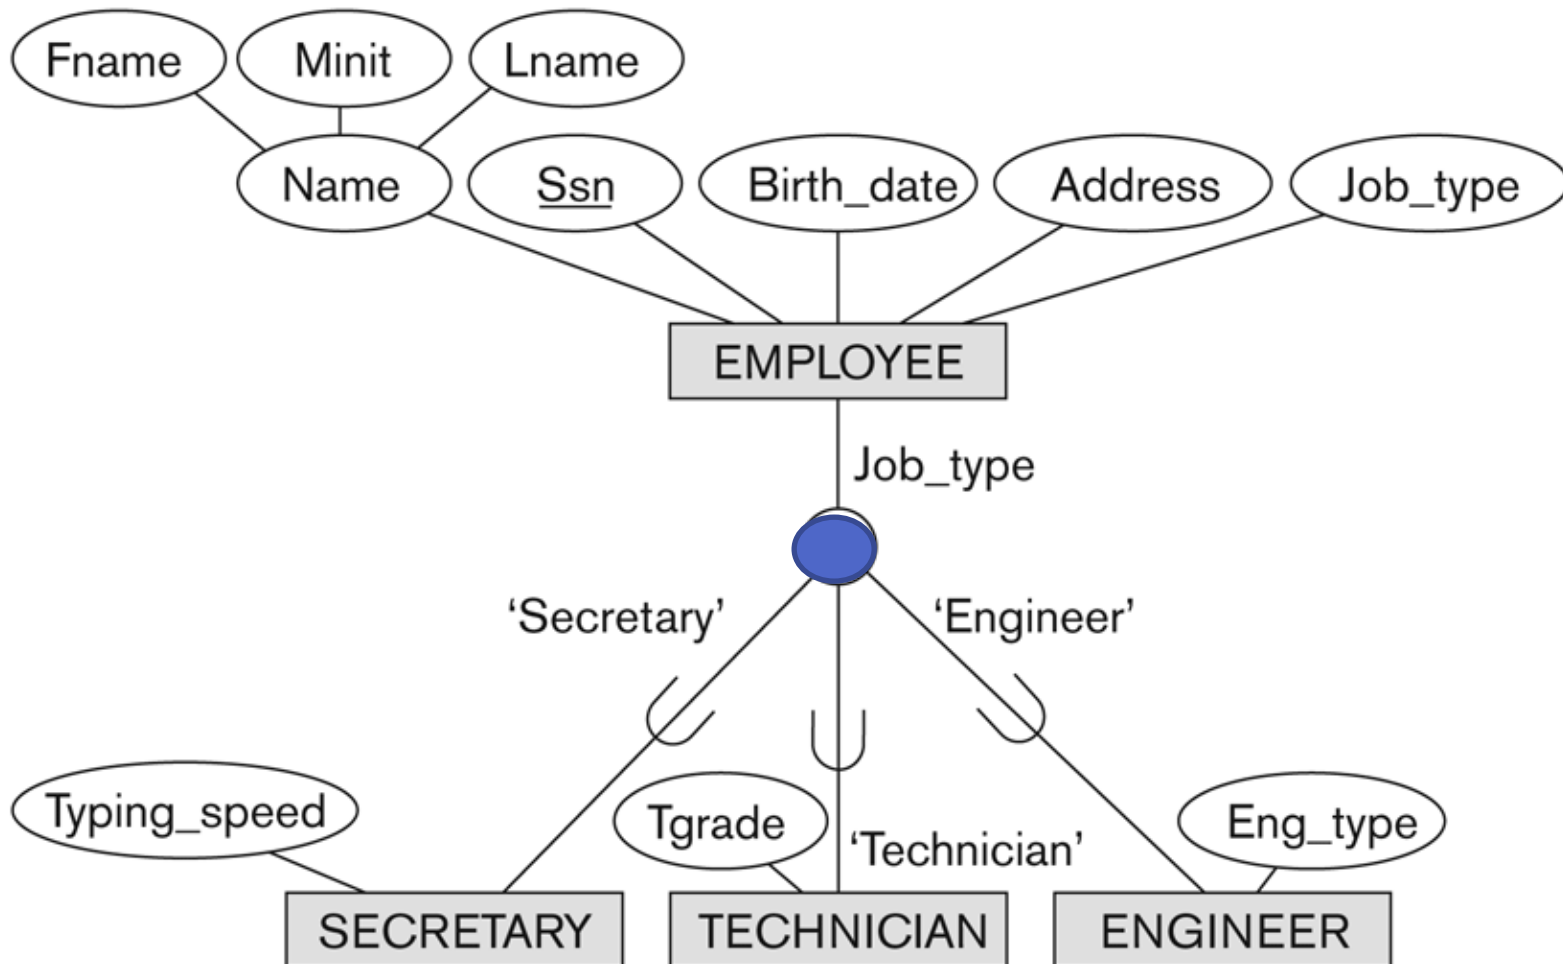 Fname Minit Lname
Name Ssn Birth_date Address Job_type
EMPLOYEE
Job_type
‘Secretary’ ‘Engineer’
Typing_speed Tgrade ‘Technician’ Eng_type
SECRETARY TECHNICIAN ENGINEER